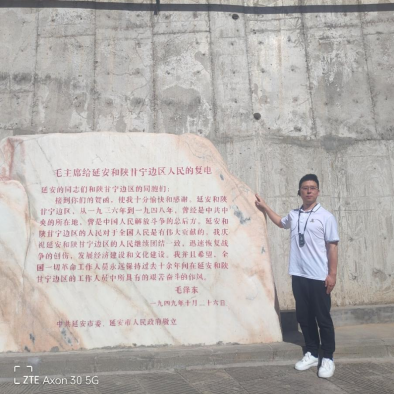 毛主席给延安和陕甘宁边区人民的复电
延安的同志们和陕甘宁边区的同胞们：
接到你们的贺函，使我十分愉快和感谢。延安和陕
甘宁边区，从一九三六年到一九四八年，曾经是中共中
央的所在地，曾是中国人民解放斗争的总后方。延安和
陕甘宁边区的人民对于全国人民是有伟大贡献的。我庆
祝延安和陕甘宁边区的人民继续团结一致，迅速恢复战
争的创伤，发展经济建设和文化建设。我并且希望，全
国一切革命工作人员永远保持过去十余年间在延安和陕
甘宁边区的工作人员中所具有的艰苦奋斗的作风。
毛泽东
一九四九年十月二十六日
中共延安市委、延安市人民政府敬立
ZTE Axon 30 5G